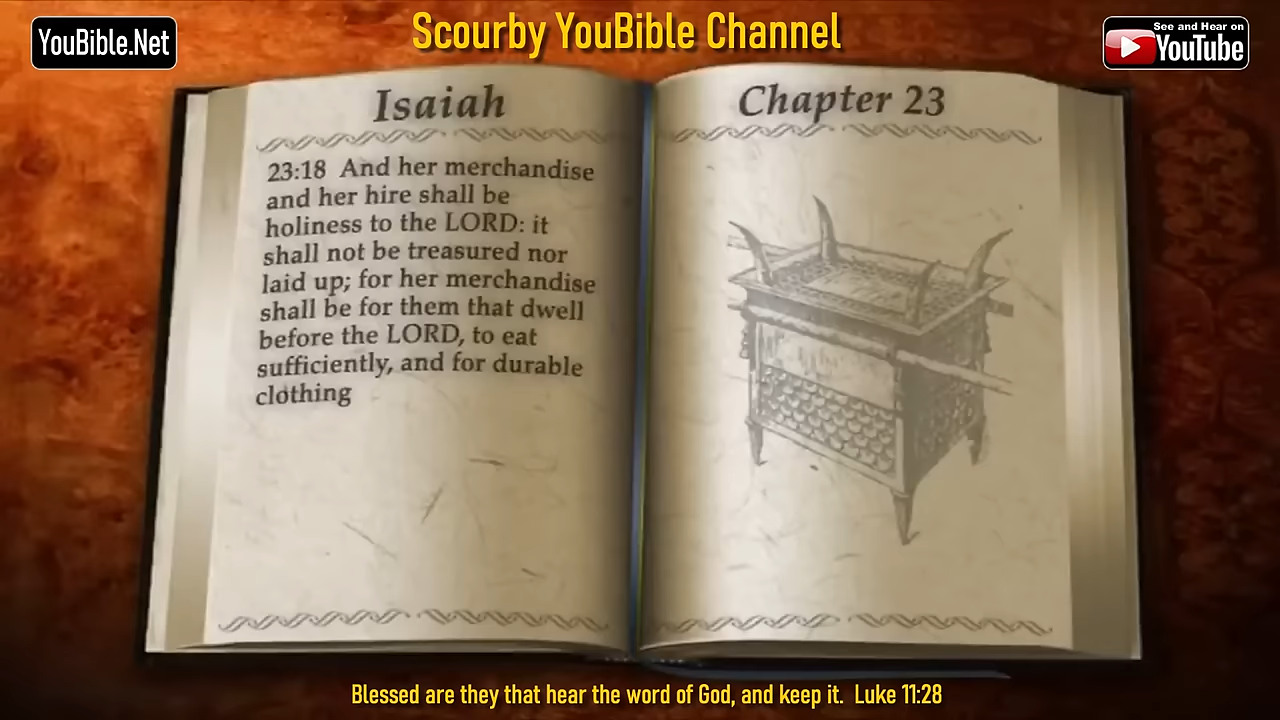 YouBible.Net
Scourby YouBible Channel
See and Hear on
YouTube
Isaiah
Chapter 23
23:18 And her merchandise
and her hire shall be
holiness to the LORD: it
shall not be treasured nor
laid up; for her merchandise
shall be for them that dwell
before the LORD, to eat
sufficiently, and for durable
clothing
Blessed are they that hear the word of God, and keep it. Luke 11:28